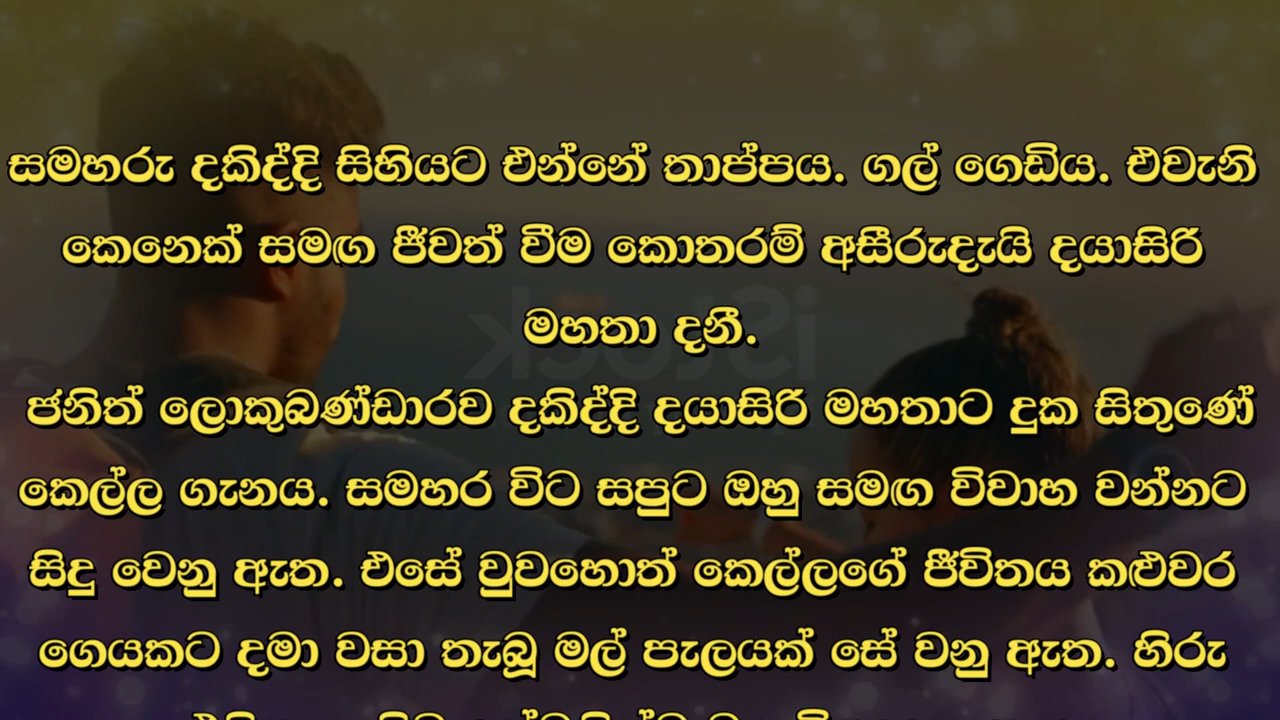 සමහරු දකිද්දි සිහියට එන්නේ තාප්පය. ගල් ගෙඩිය. එවැනි
කෙනෙක් සමඟ ජීවත් වීම කොතරම් අසීරුදැයි දයාසිරි
මහතා දනී.
ජනිත් ලොකුබණ්ඩාරව දකිද්දි දයාසිරි මහතාට දුක සිතුණේ
කෙල්ල ගැනය. සමහර විට සපුට ඔහු සමඟ විවාහ වන්නට
සිදු වෙනු ඇත. එසේ වුවහොත් කෙල්ලගේ ජීවිතය කළුවර
ගෙයකට දමා වසා තැබූ මල් පැලයක් සේ වනු ඇත. හිරු